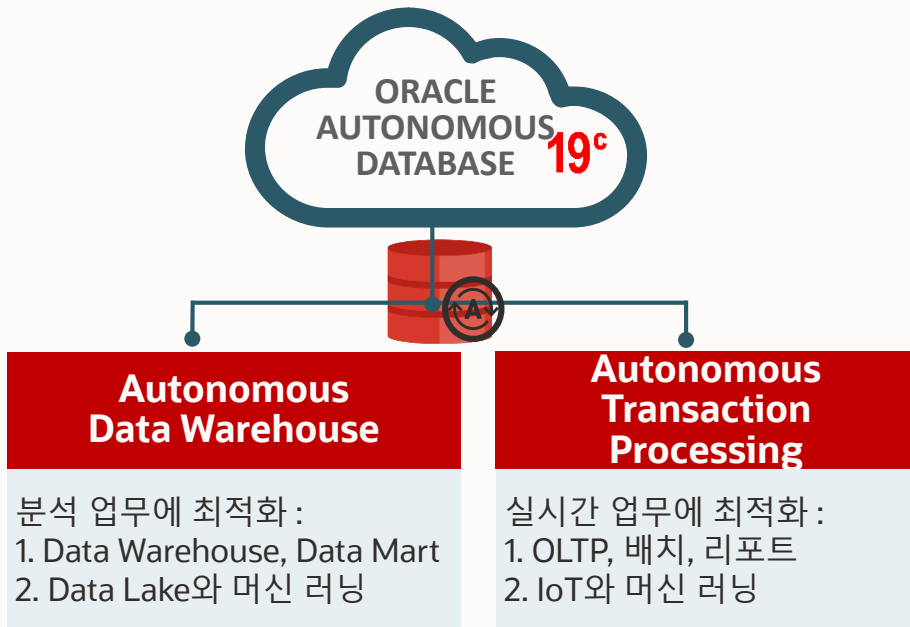 ORACLE
AUTONOMOUS
DATABASE 19c
A
Autonomous
Data Warehouse
분석 업무에 최적화 :
1. Data Warehouse, Data Mart
2. Data Lake와 머신 러닝
Autonomous
Transaction
Processing
실시간 업무에 최적화 :
1. OLTP, 배치, 리포트
2. IoT와 머신 러닝